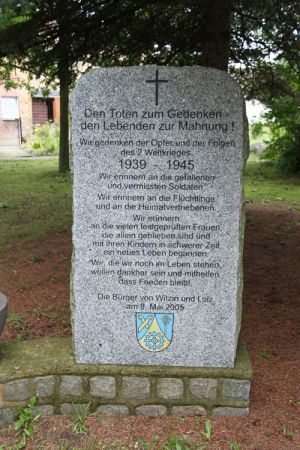 Den Toten zum Gedenken -
den Lebenden zur Mahnung !
Wir gedenken der Opfer und der Folgen
des 2 Weltkrieges.
1939 - 1945
Wir erinnern an die gefallenen
und vermissten Soldaten
Wir erinnern an die Flüchtlinge
und an die Heimatvertriebenen.
Wir erinnern
an die vielen leidgeprüften Frauen,
die allein geblieben sind und
mit ihren Kindern in schwerer Zeit
ein neues Leben begannen.
Wir, die wir noch im Leben stehen,
wollen dankbar sein und mithelfen,
dass Frieden bleibt.
Die Bürger von Witzin und Loiz
am 8. Mai 2005